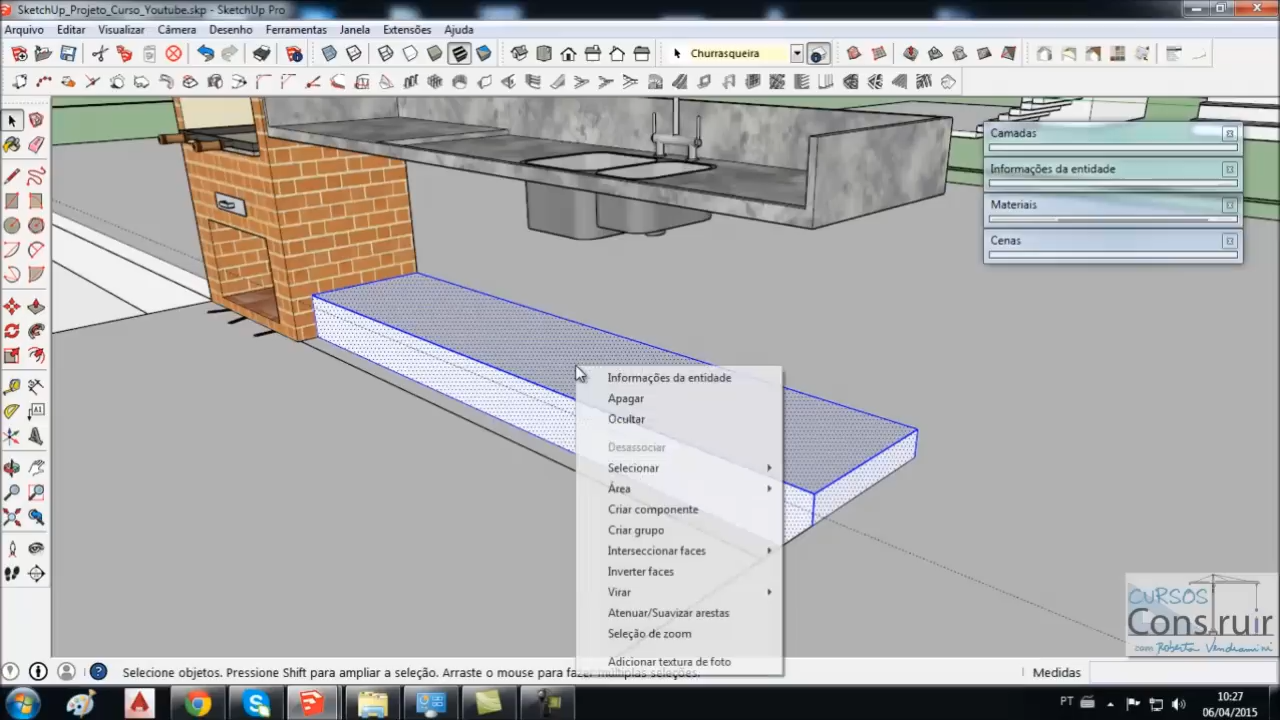 SketchUp_Projeto_Curso_Youtube.skp - SketchUp Pro
Arquivo Editar Visualizar Câmera Desenho Ferramentas Janela Extensões Ajuda
Churrasqueira
Camadas
Informações da entidade
Materiais
Cenas
Informações da entidade
Apagar
Ocultar
Desassociar
Selecionar
Área
Criar componente
Criar grupo
Interseccionar faces
Inverter faces
Virar
Atenuar/Suavizar arestas
Seleção de zoom
Adicionar textura de foto
CURSOS
Construir
com Roberta Vendramini
Selecione objetos. Pressione Shift para ampliar a seleção. Arraste o mouse para fazer múltiplas seleções.
Medidas
PT
10:27
06/04/2015